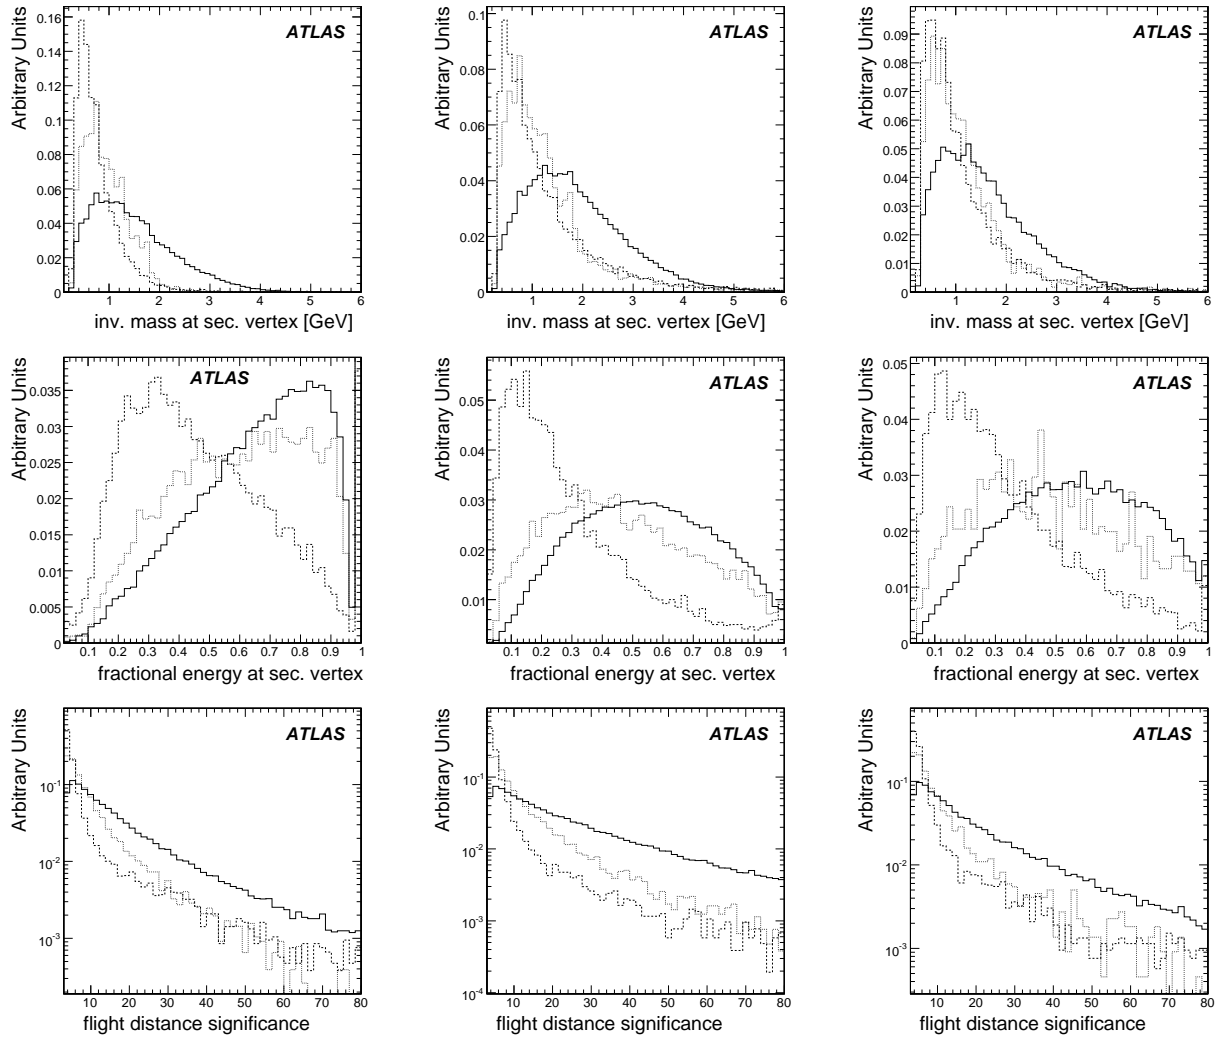 Arbitrary Units
ATLAS
0.16
0.14
0.12
0.1
0.08
0.06
0.04
0.02
0
1 2 3 4 5 6
inv. mass at sec. vertex [GeV]
Arbitrary Units
ATLAS
0.1
0.08
0.06
0.04
0.02
0
1 2 3 4 5 6
inv. mass at sec. vertex [GeV]
Arbitrary Units
ATLAS
0.09
0.08
0.07
0.06
0.05
0.04
0.03
0.02
0.01
0
1 2 3 4 5 6
inv. mass at sec. vertex [GeV]
Arbitrary Units
ATLAS
0.035
0.03
0.025
0.02
0.015
0.01
0.005
0
0.1 0.2 0.3 0.4 0.5 0.6 0.7 0.8 0.9 1
fractional energy at sec. vertex
Arbitrary Units
ATLAS
0.05
0.04
0.03
0.02
0.01
0.1 0.2 0.3 0.4 0.5 0.6 0.7 0.8 0.9 1
fractional energy at sec. vertex
Arbitrary Units
ATLAS
0.05
0.04
0.03
0.02
0.01
0
0.1 0.2 0.3 0.4 0.5 0.6 0.7 0.8 0.9 1
fractional energy at sec. vertex
Arbitrary Units
ATLAS
10⁻¹
10⁻²
10⁻³
10 20 30 40 50 60 70 80
flight distance significance
Arbitrary Units
ATLAS
10⁻¹
10⁻²
10⁻³
10⁻⁴
10 20 30 40 50 60 70 80
flight distance significance
Arbitrary Units
ATLAS
10⁻¹
10⁻²
10⁻³
10 20 30 40 50 60 70 80
flight distance significance